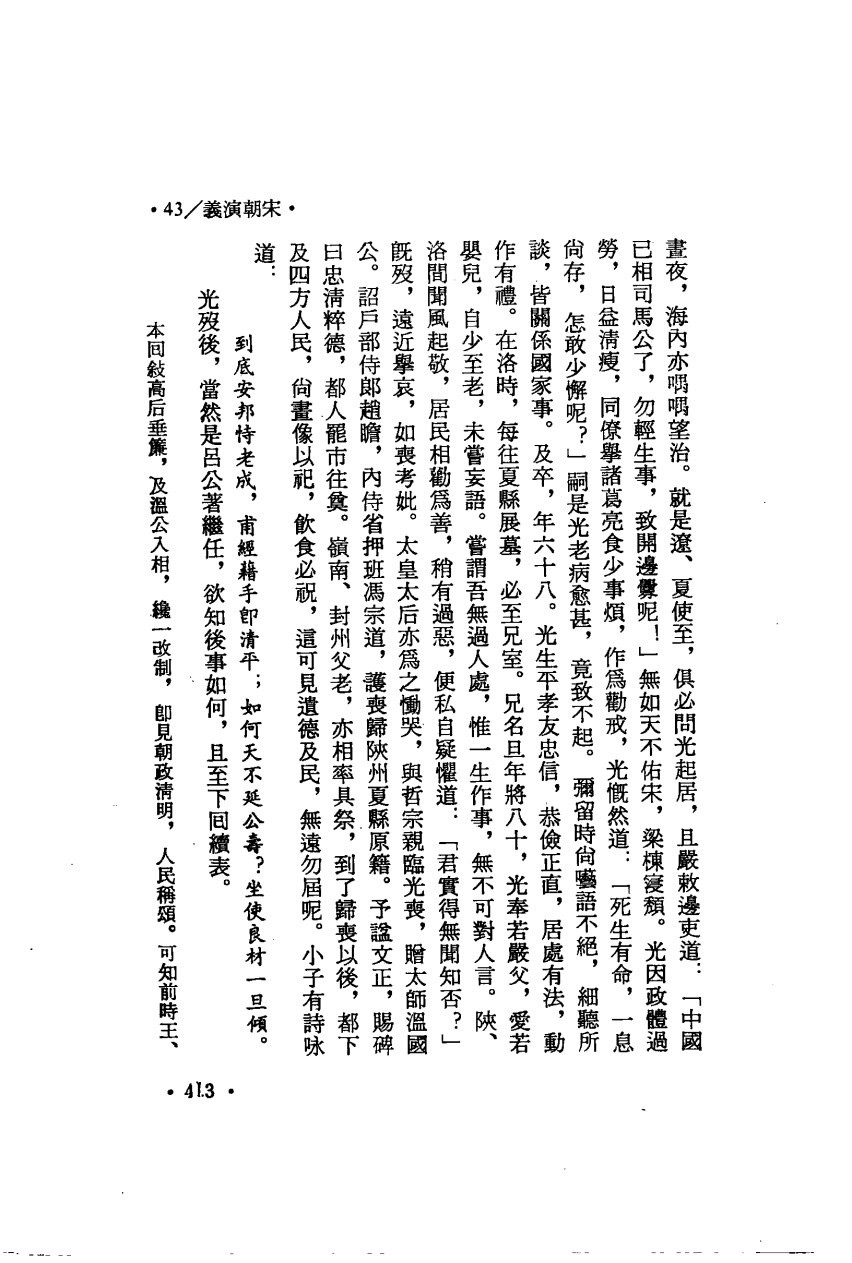 •43／義演朝宋•
晝夜，海內亦喁喁望治。就是遼、夏使至，俱必問光起居，且嚴敕邊吏道：「中國
已相司馬公了，勿輕生事，致開邊釁呢！」無如天不佑宋，梁棟寖頹。光因政體過
勞，日益淸瘦，同僚擧諸葛亮食少事煩，作爲勸戒，光慨然道：「死生有命，一息
尙存，怎敢少懈呢？」嗣是光老病愈甚，竟致不起。彌留時尙囈語不絕，細聽所
談，皆關係國家事。及卒，年六十八。光生平孝友忠信，恭儉正直，居處有法，動
作有禮。在洛時，每往夏縣展墓，必至兄室。兄名旦年將八十，光奉若嚴父，愛若
嬰兒，自少至老，未嘗妄語。嘗謂吾無過人處，惟一生作事，無不可對人言。陝、
洛間聞風起敬，居民相勸爲善，稍有過惡，便私自疑懼道：「君實得無聞知否？」
旣歿，遠近擧哀，如喪考妣。太皇太后亦爲之慟哭，與哲宗親臨光喪，贈太師溫國
公。詔戶部侍郎趙瞻，內侍省押班馮宗道，護喪歸陝州夏縣原籍。予諡文正，賜碑
曰忠淸粹德，都人罷市往奠。嶺南、封州父老，亦相率具祭，到了歸喪以後，都下
及四方人民，尙畫像以祀，飲食必祝，這可見遺德及民，無遠勿屆呢。小子有詩咏
道：
到底安邦恃老成，甫經藉手卽清平；如何天不延公壽？坐使良材一旦傾。
光歿後，當然是呂公著繼任，欲知後事如何，且至下回續表。
本回敍高后垂簾，及溫公入相，纔一改制，卽見朝政淸明，人民稱頌。可知前時王、
•413•